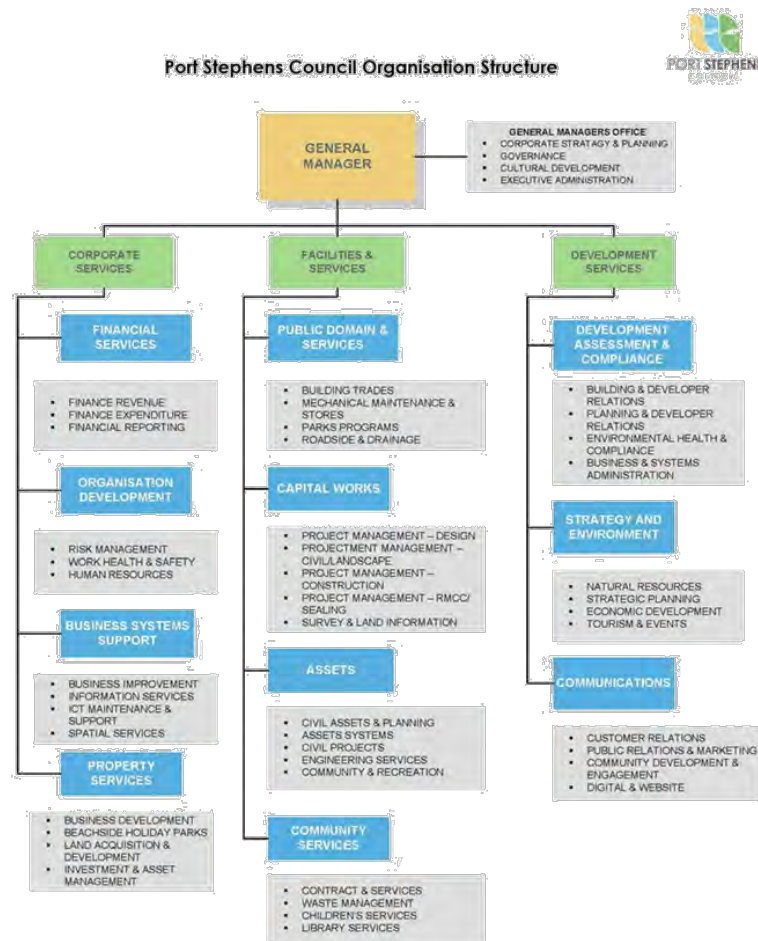 PORT STEPHENS
Port Stephens Council Organisation Structure
GENERAL
MANAGER
GENERAL MANAGERS OFFICE
• CORPORATE STRATAGY & PLANNING
• GOVERNANCE
• CULTURAL DEVELOPMENT
• EXECUTIVE ADMINISTRATION
CORPORATE
SERVICES
FINANCIAL
SERVICES
• FINANCE REVENUE
• FINANCE EXPENDITURE
• FINANCIAL REPORTING
ORGANISATION
DEVELOPMENT
• RISK MANAGEMENT
• WORK HEALTH & SAFETY
• HUMAN RESOURCES
BUSINESS SYSTEMS
SUPPORT
• BUSINESS IMPROVEMENT
• INFORMATION SERVICES
• ICT MAINTENANCE &
SUPPORT
• SPATIAL SERVICES
PROPERTY
SERVICES
• BUSINESS DEVELOPMENT
• BEACHSIDE HOLIDAY PARKS
• LAND ACQUISITION &
DEVELOPMENT
• INVESTMENT & ASSET
MANAGEMENT
FACILITIES &
SERVICES
PUBLIC DOMAIN &
SERVICES
• BUILDING TRADES
• MECHANICAL MAINTENANCE &
STORES
• PARKS PROGRAMS
• ROADSIDE & DRAINAGE
CAPITAL WORKS
• PROJECT MANAGEMENT – DESIGN
• PROJECTMENT MANAGEMENT –
CIVIL/LANDSCAPE
• PROJECT MANAGEMENT –
CONSTRUCTION
• PROJECT MANAGEMENT – RMCC/
SEALING
• SURVEY & LAND INFORMATION
ASSETS
• CIVIL ASSETS & PLANNING
• ASSETS SYSTEMS
• CIVIL PROJECTS
• ENGINEERING SERVICES
• COMMUNITY & RECREATION
COMMUNITY
SERVICES
• CONTRACT & SERVICES
• WASTE MANAGEMENT
• CHILDREN'S SERVICES
• LIBRARY SERVICES
DEVELOPMENT
SERVICES
DEVELOPMENT
ASSESSMENT &
COMPLIANCE
• BUILDING & DEVELOPER
RELATIONS
• PLANNING & DEVELOPER
RELATIONS
• ENVIRONMENTAL HEALTH &
COMPLIANCE
• BUSINESS & SYSTEMS
ADMINISTRATION
STRATEGY AND
ENVIRONMENT
• NATURAL RESOURCES
• STRATEGIC PLANNING
• ECONOMIC DEVELOPMENT
• TOURISM & EVENTS
COMMUNICATIONS
• CUSTOMER RELATIONS
• PUBLIC RELATIONS & MARKETING
• COMMUNITY DEVELOPMENT &
ENGAGEMENT
• DIGITAL & WEBSITE